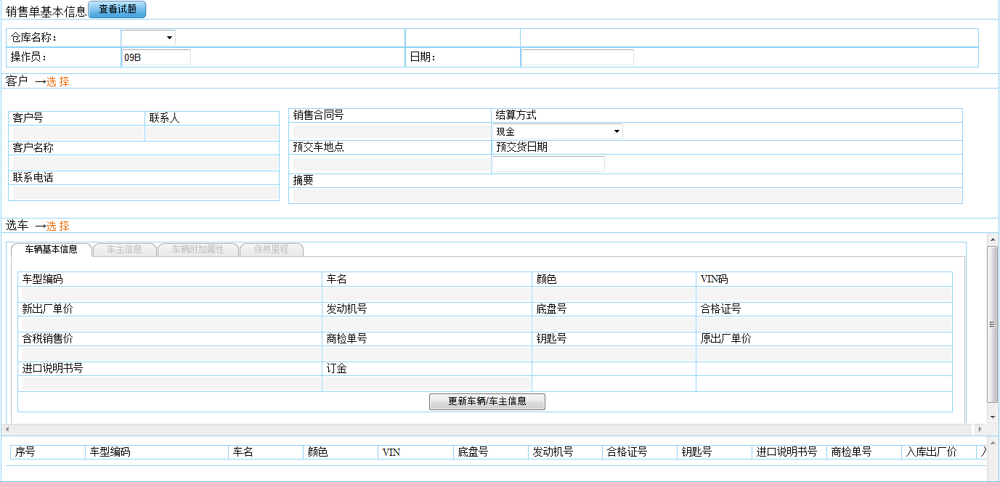 销售单基本信息 查看试题
仓库名称：
操作员： 09B 日期：
客户 →选 择
客户号 联系人 销售合同号 结算方式
现金
客户名称 预交车地点 预交货日期
联系电话 摘要
选车 →选 择
车辆基本信息 车主信息 车辆附加属性 保养里程
车型编码 车名 颜色 VIN码
新出厂单价 发动机号 底盘号 合格证号
含税销售价 商检单号 钥匙号 原出厂单价
进口说明书号 订金
更新车辆/车主信息
序号 车型编码 车名 颜色 VIN 底盘号 发动机号 合格证号 钥匙号 进口说明书号 商检单号 入库出厂价